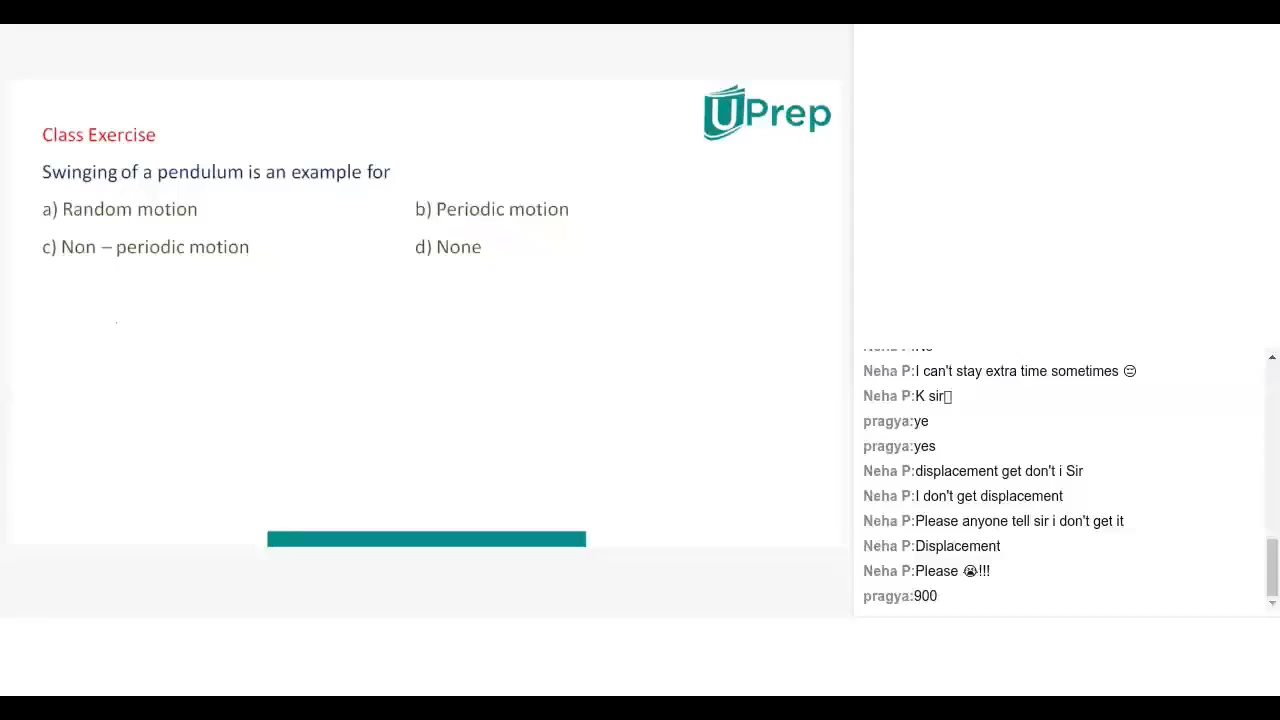 UPrep
Class Exercise
Swinging of a pendulum is an example for
a) Random motion
b) Periodic motion
c) Non – periodic motion
d) None
Neha P:I can't stay extra time sometimes 😔
Neha P:K sir
pragya:ye
pragya:yes
Neha P:displacement get don't i Sir
Neha P:I don't get displacement
Neha P:Please anyone tell sir i don't get it
Neha P:Displacement
Neha P:Please 😭!!!
pragya:900